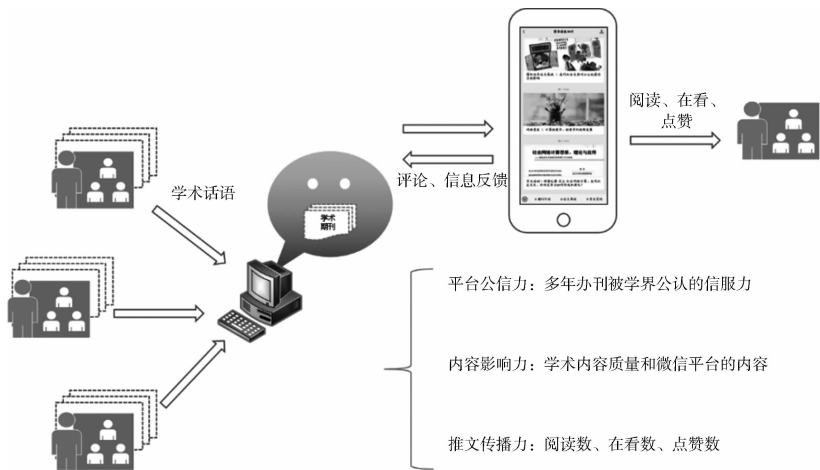 阅读、在看、
点赞
学术话语
评论、信息反馈
学术
期刊
平台公信力：多年办刊被学界公认的信服力
内容影响力：学术内容质量和微信平台的内容
推文传播力：阅读数、在看数、点赞数